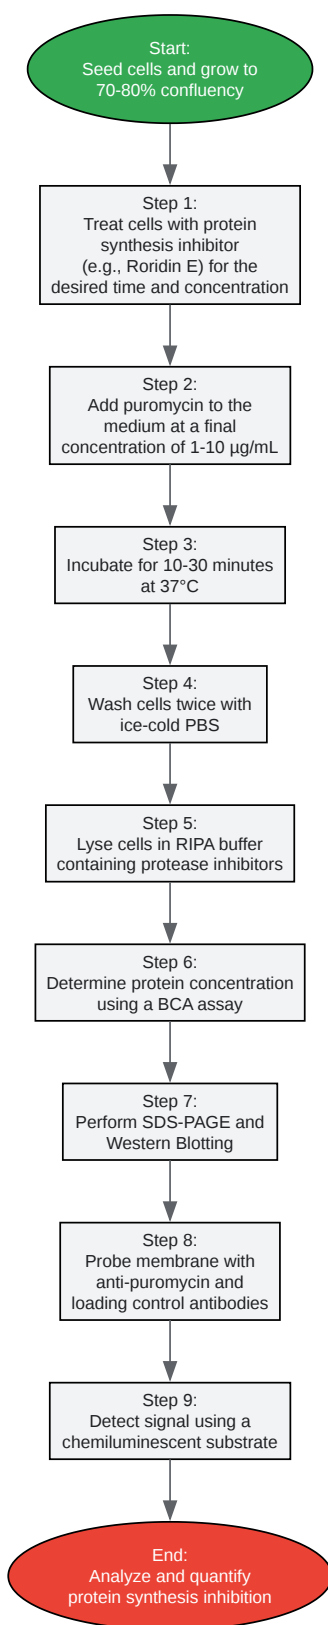 Start:
Seed cells and grow to
70-80% confluency
Step 1:
Treat cells with protein
synthesis inhibitor
(e.g., Roridin E) for the
desired time and concentration
Step 2:
Add puromycin to the
medium at a final
concentration of 1-10 µg/mL
Step 3:
Incubate for 10-30 minutes
at 37°C
Step 4:
Wash cells twice with
ice-cold PBS
Step 5:
Lyse cells in RIPA buffer
containing protease inhibitors
Step 6:
Determine protein concentration
using a BCA assay
Step 7:
Perform SDS-PAGE and
Western Blotting
Step 8:
Probe membrane with
anti-puromycin and
loading control antibodies
Step 9:
Detect signal using a
chemiluminescent substrate
End:
Analyze and quantify
protein synthesis inhibition